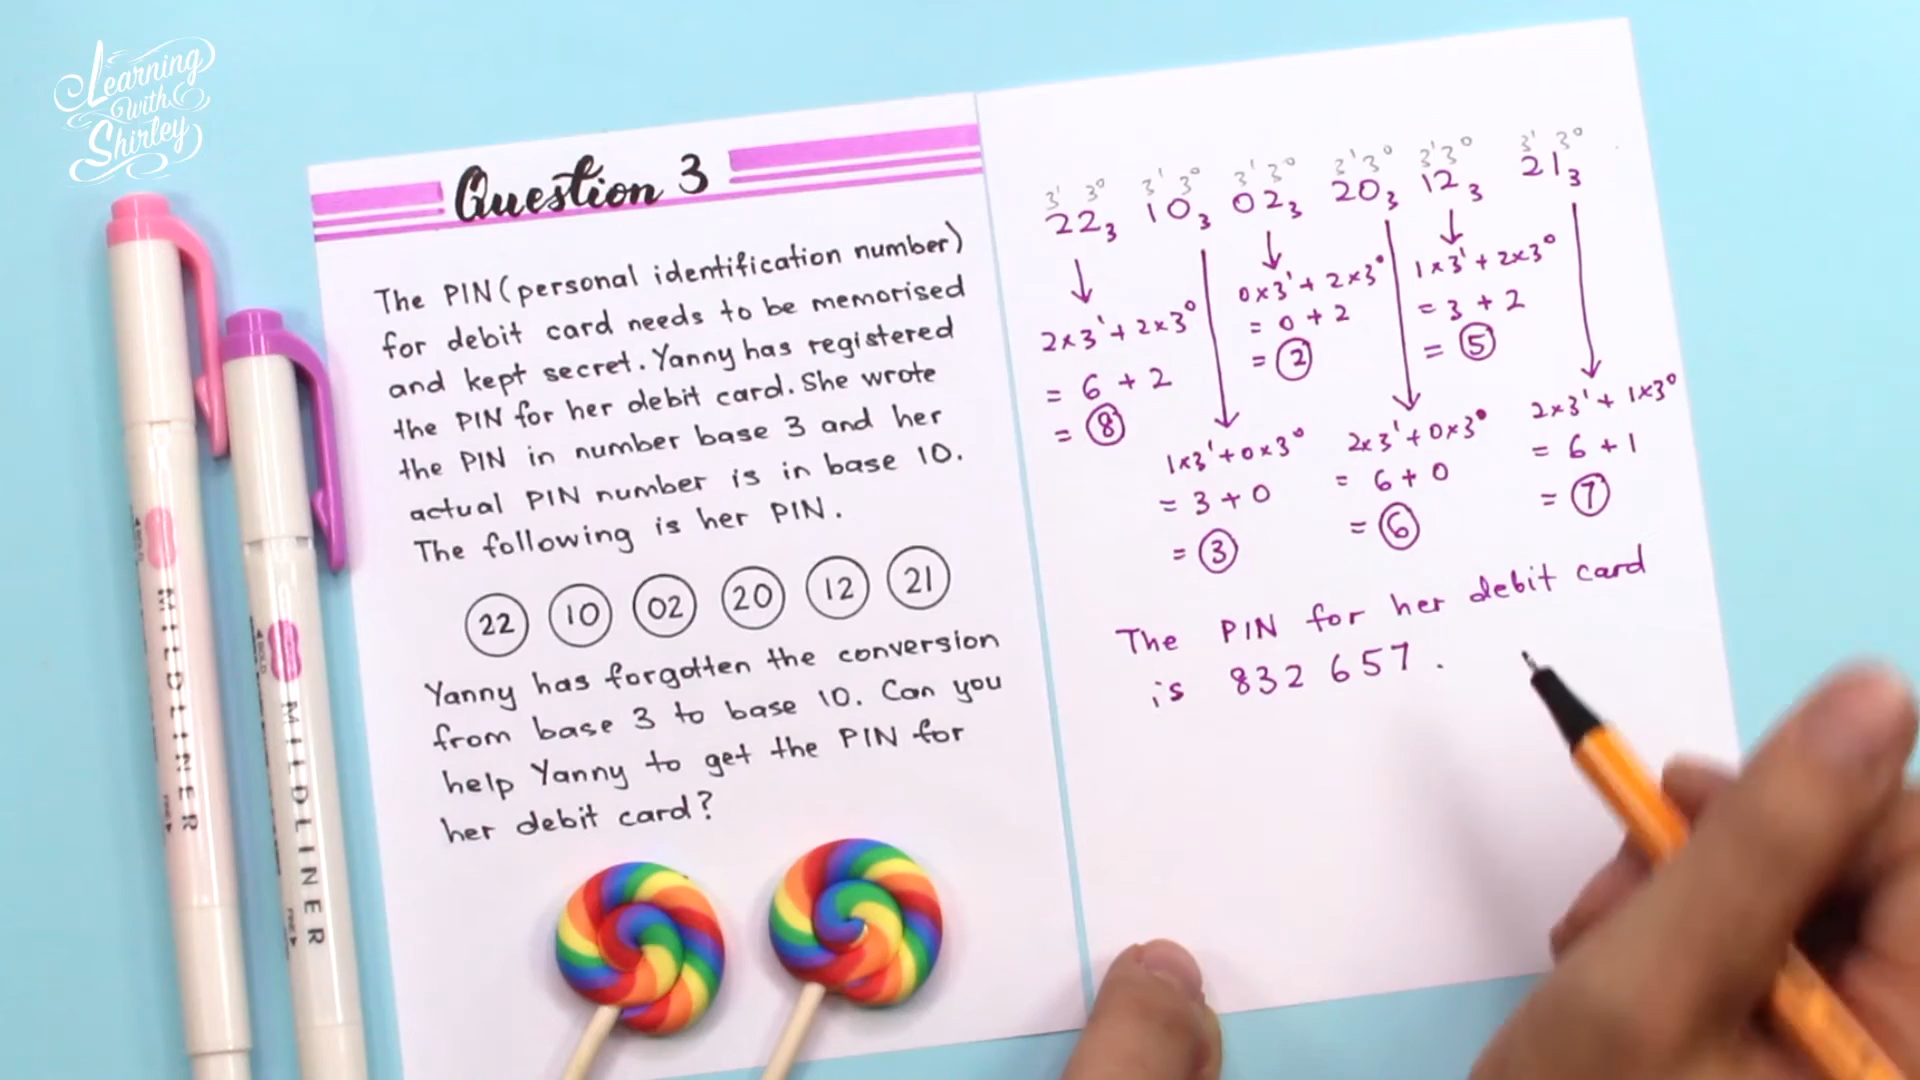 Learning
With
Shirley
Question 3
The PIN (personal identification number)
for debit card needs to be memorised
and kept secret. Yanny has registered
the PIN for her debit card. She wrote
the PIN in number base 3 and her
actual PIN number is in base 10.
The following is her PIN.
22 10 02 20 12 21
Yanny has forgotten the conversion
from base 3 to base 10. Can you
help Yanny to get the PIN for
her debit card?
3¹ 3⁰ 3¹ 3⁰ 3¹ 3⁰ 3¹ 3⁰ 3¹ 3⁰ 3¹ 3⁰
22₃ 10₃ 02₃ 20₃ 12₃ 21₃
2×3¹ + 2×3⁰
= 6 + 2
= 8
1×3¹ + 0×3⁰
= 3 + 0
= 3
0×3¹ + 2×3⁰
= 0 + 2
= 2
2×3¹ + 0×3⁰
= 6 + 0
= 6
1×3¹ + 2×3⁰
= 3 + 2
= 5
2×3¹ + 1×3⁰
= 6 + 1
= 7
The PIN for her debit card
is 832 657.
MILDLINER
MILDLINER